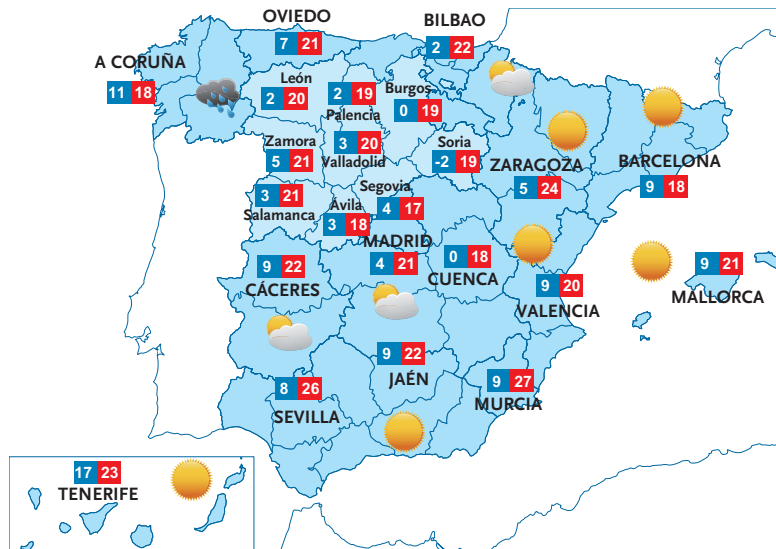 OVIEDO
7 21
BILBAO
2 22
A CORUÑA
11 18
León
2 20
2 19
Palencia
Burgos
0 19
Zamora
5 21
3 20
Valladolid
Soria
-2 19
ZARAGOZA
5 24
BARCELONA
9 18
3 21
Salamanca
Ávila
3 18
Segovia
4 17
MADRID
4 21
0 18
CUENCA
9 22
CÁCERES
9 20
VALENCIA
9 21
MALLORCA
9 22
JAÉN
8 26
SEVILLA
9 27
MURCIA
17 23
TENERIFE